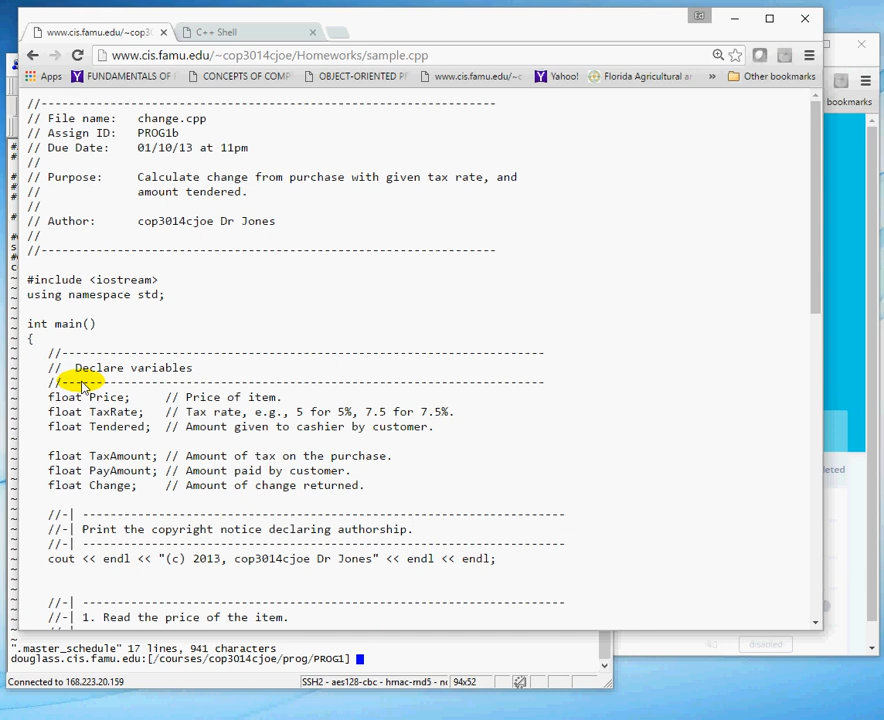 Ed
www.cis.famu.edu/~cop3
C++ Shell
www.cis.famu.edu/~cop3014cjoe/Homeworks/sample.cpp
Apps
FUNDAMENTALS OF
CONCEPTS OF COMP
OBJECT-ORIENTED PR
www.cis.famu.edu/~c
Yahoo!
Florida Agricultural an
»
Other bookmarks
bookmarks
//---------------------------------------------------------------
// File name:   change.cpp
// Assign ID:   PROG1b
// Due Date:    01/10/13 at 11pm
//
// Purpose:     Calculate change from purchase with given tax rate, and
//              amount tendered.
//
// Author:      cop3014cjoe Dr Jones
//
//---------------------------------------------------------------
#include <iostream>
using namespace std;
int main()
{
//---------------------------------------------------------------
//  Declare variables
//---------------------------------------------------------------
float Price;     // Price of item.
float TaxRate;   // Tax rate, e.g., 5 for 5%, 7.5 for 7.5%.
float Tendered;  // Amount given to cashier by customer.
float TaxAmount; // Amount of tax on the purchase.
float PayAmount; // Amount paid by customer.
float Change;    // Amount of change returned.
//-| ---------------------------------------------------------------
//-| Print the copyright notice declaring authorship.
//-| ---------------------------------------------------------------
cout << endl << "(c) 2013, cop3014cjoe Dr Jones" << endl << endl;
//-| ---------------------------------------------------------------
//-| 1. Read the price of the item.
".master_schedule" 17 lines, 941 characters
douglass.cis.famu.edu:[/courses/cop3014cjoe/prog/PROG1]
Connected to 168.223.20.159
SSH2 - aes128-cbc - hmac-md5 - nc
94x52
leted
disabled